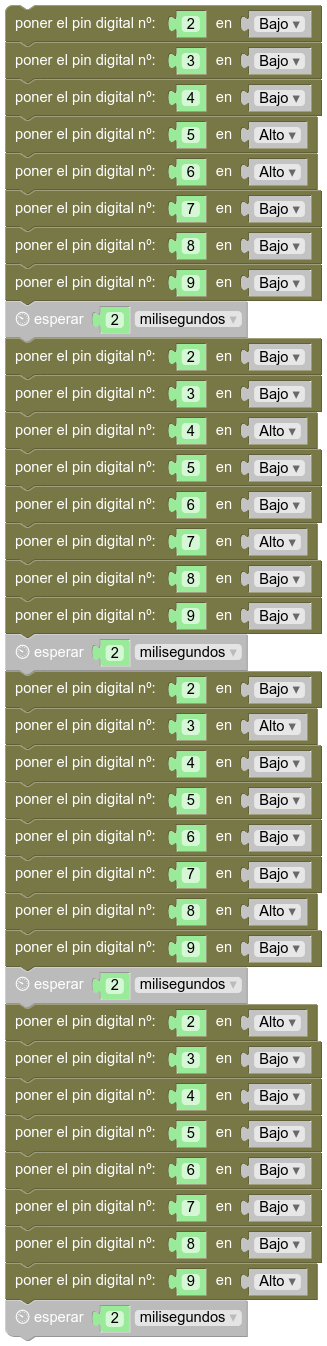 poner el pin digital nº: 2 en Bajo
poner el pin digital nº: 3 en Bajo
poner el pin digital nº: 4 en Bajo
poner el pin digital nº: 5 en Alto
poner el pin digital nº: 6 en Alto
poner el pin digital nº: 7 en Bajo
poner el pin digital nº: 8 en Bajo
poner el pin digital nº: 9 en Bajo
esperar 2 milisegundos
poner el pin digital nº: 2 en Bajo
poner el pin digital nº: 3 en Bajo
poner el pin digital nº: 4 en Alto
poner el pin digital nº: 5 en Bajo
poner el pin digital nº: 6 en Bajo
poner el pin digital nº: 7 en Alto
poner el pin digital nº: 8 en Bajo
poner el pin digital nº: 9 en Bajo
esperar 2 milisegundos
poner el pin digital nº: 2 en Bajo
poner el pin digital nº: 3 en Alto
poner el pin digital nº: 4 en Bajo
poner el pin digital nº: 5 en Bajo
poner el pin digital nº: 6 en Bajo
poner el pin digital nº: 7 en Bajo
poner el pin digital nº: 8 en Alto
poner el pin digital nº: 9 en Bajo
esperar 2 milisegundos
poner el pin digital nº: 2 en Alto
poner el pin digital nº: 3 en Bajo
poner el pin digital nº: 4 en Bajo
poner el pin digital nº: 5 en Bajo
poner el pin digital nº: 6 en Bajo
poner el pin digital nº: 7 en Bajo
poner el pin digital nº: 8 en Bajo
poner el pin digital nº: 9 en Alto
esperar 2 milisegundos